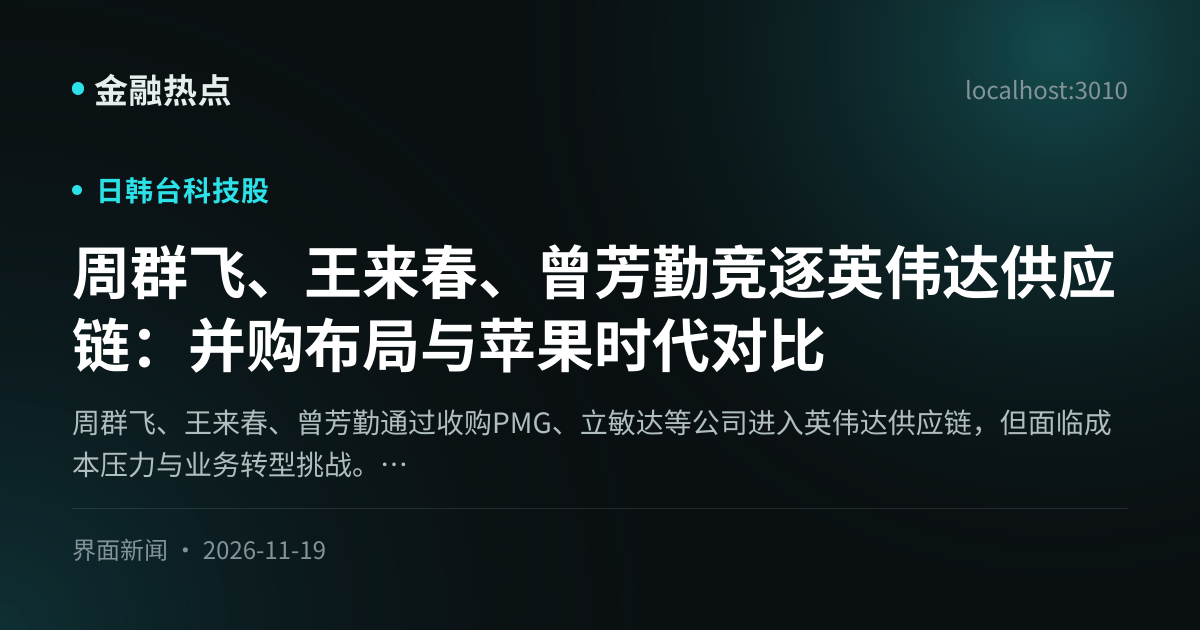 金融热点
localhost:3010
日韩台科技股
周群飞、王来春、曾芳勤竞逐英伟达供应
链：并购布局与苹果时代对比
周群飞、王来春、曾芳勤通过收购PMG、立敏达等公司进入英伟达供应链，但面临成
本压力与业务转型挑战。…
界面新闻 • 2026-11-19